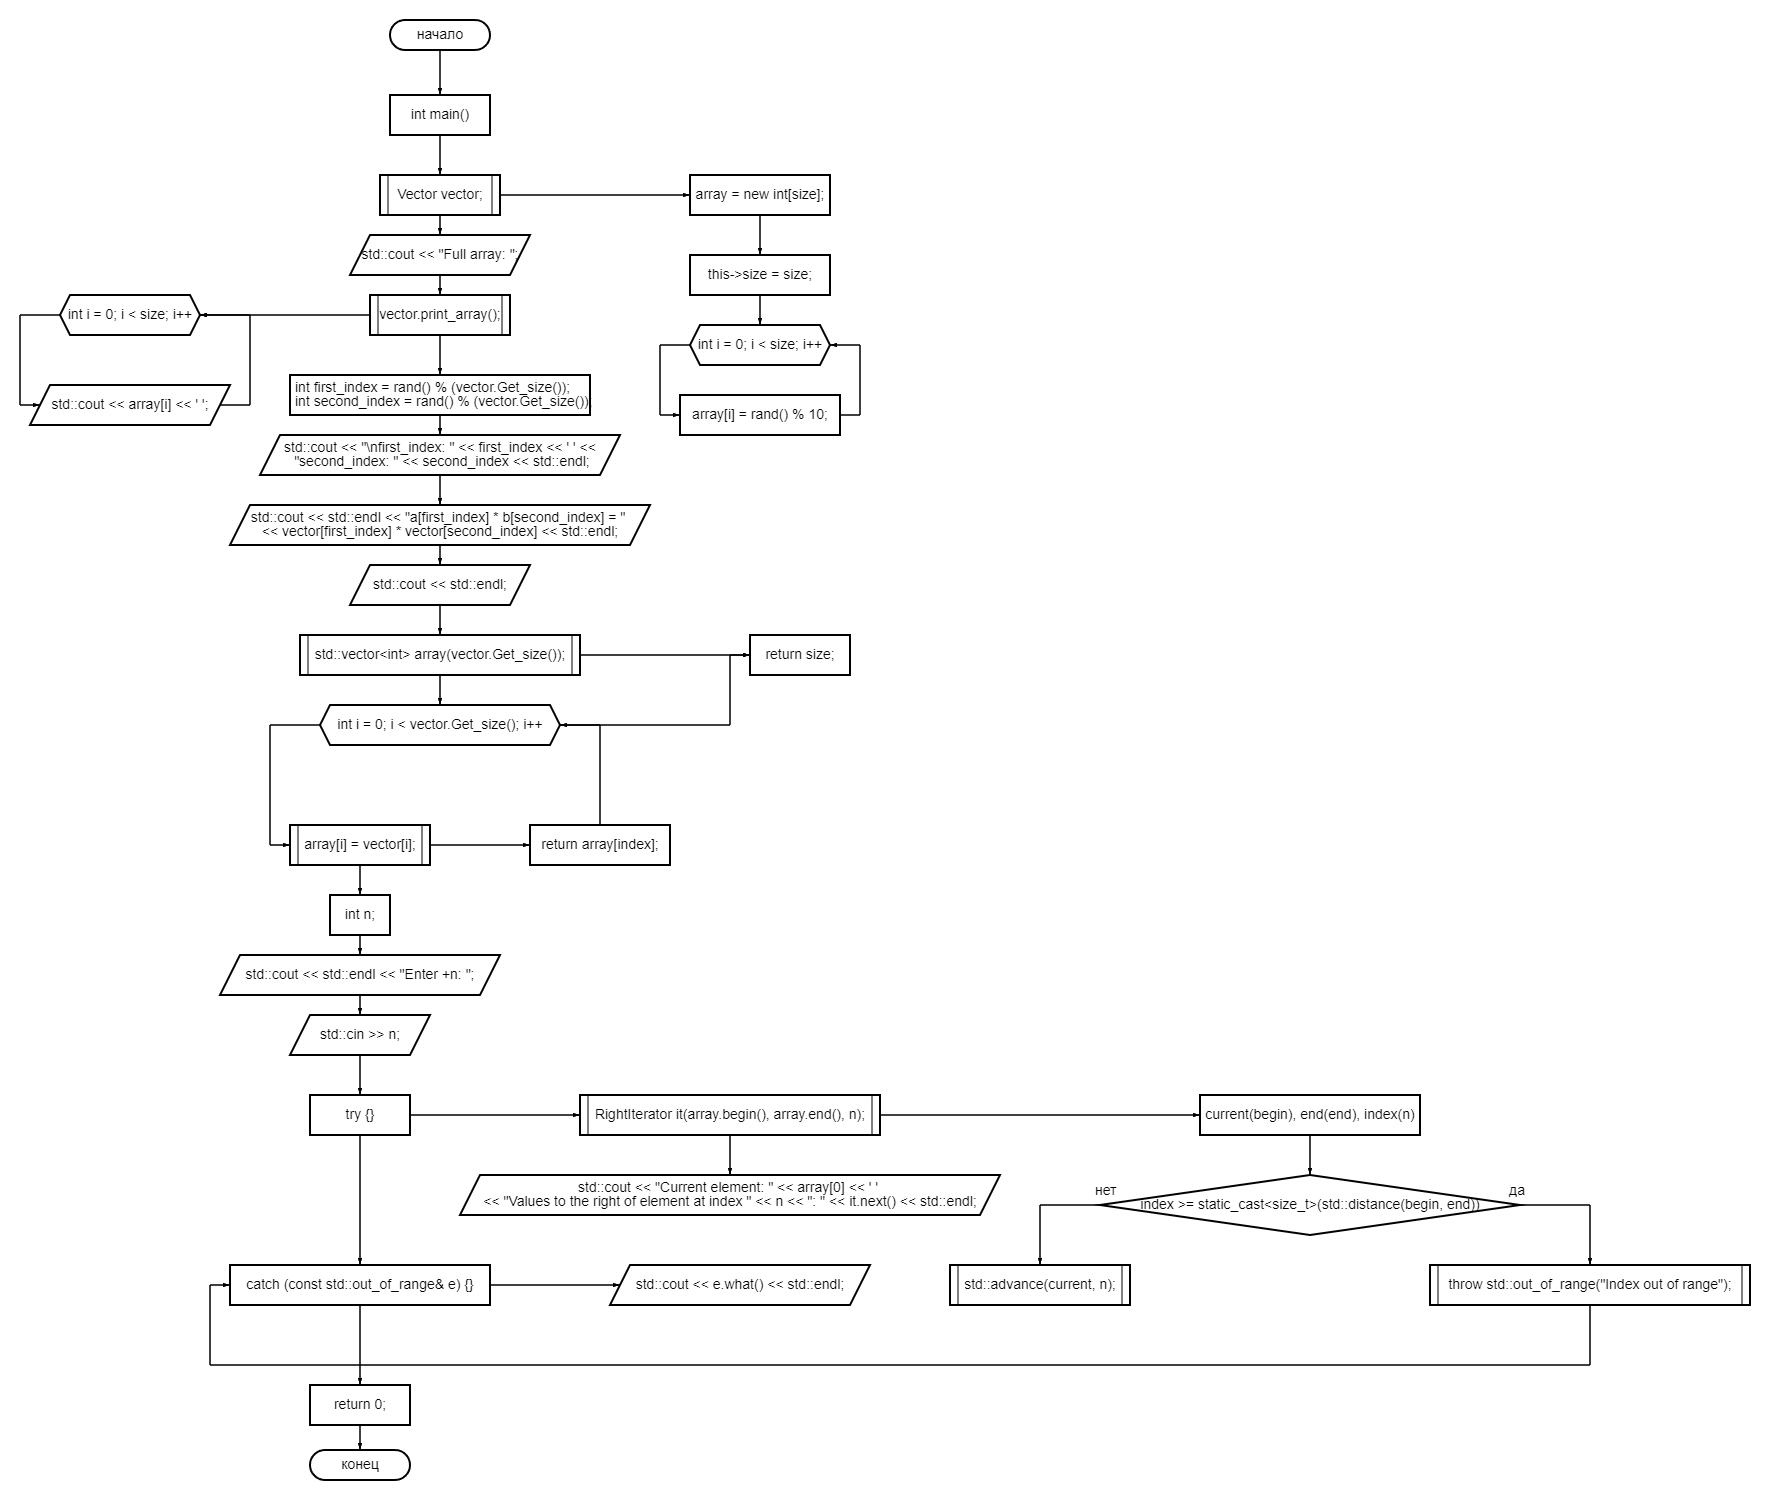 начало
int main()
Vector vector;
array = new int[size];
std::cout << "Full array: ";
this->size = size;
int i = 0; i < size; i++
vector.print_array();
int i = 0; i < size; i++
std::cout << array[i] << ' ';
int first_index = rand() % (vector.Get_size());
int second_index = rand() % (vector.Get_size())
array[i] = rand() % 10;
std::cout << "\nfirst_index: " << first_index << ' ' <<
"second_index: " << second_index << std::endl;
std::cout << std::endl << "a[first_index] * b[second_index] = "
<< vector[first_index] * vector[second_index] << std::endl;
std::cout << std::endl;
std::vector<int> array(vector.Get_size());
return size;
int i = 0; i < vector.Get_size(); i++
array[i] = vector[i];
return array[index];
int n;
std::cout << std::endl << "Enter +n: ";
std::cin >> n;
try {}
RightIterator it(array.begin(), array.end(), n);
current(begin), end(end), index(n)
std::cout << "Current element: " << array[0] << ' '
<< "Values to the right of element at index " << n << ": " << it.next() << std::endl;
нет
index >= static_cast<size_t>(std::distance(begin, end))
да
catch (const std::out_of_range& e) {}
std::cout << e.what() << std::endl;
std::advance(current, n);
throw std::out_of_range("Index out of range");
return 0;
конец